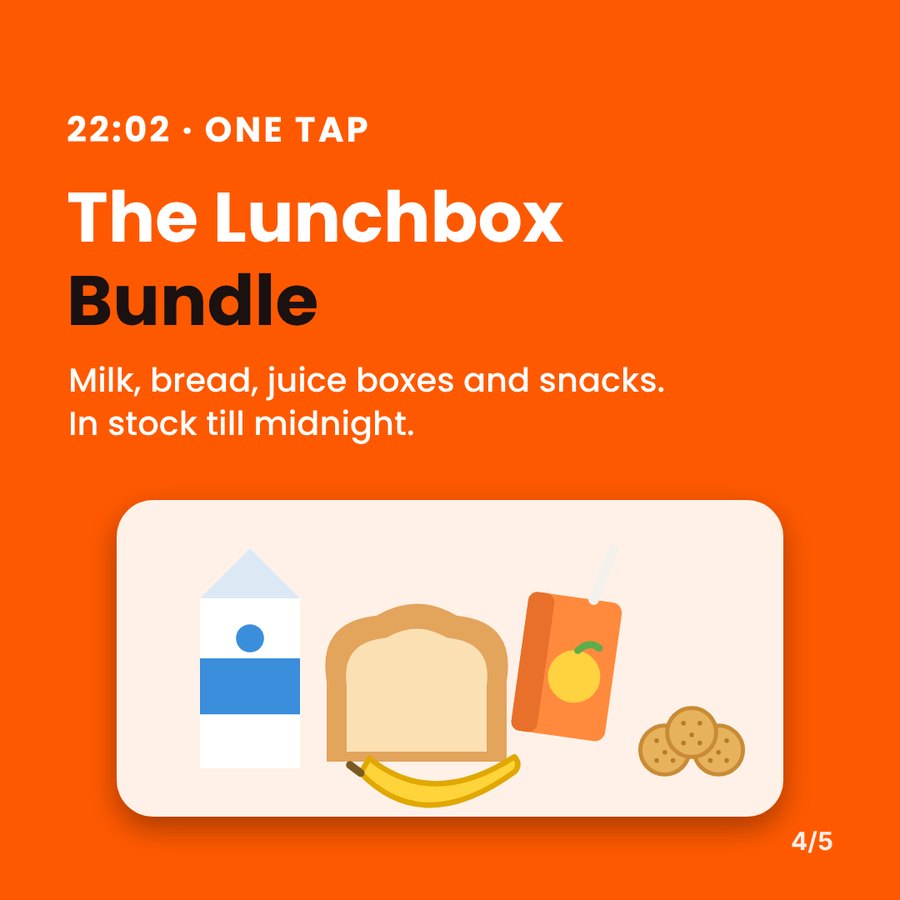 22:02 · ONE TAP
The Lunchbox
Bundle
Milk, bread, juice boxes and snacks.
In stock till midnight.
4/5